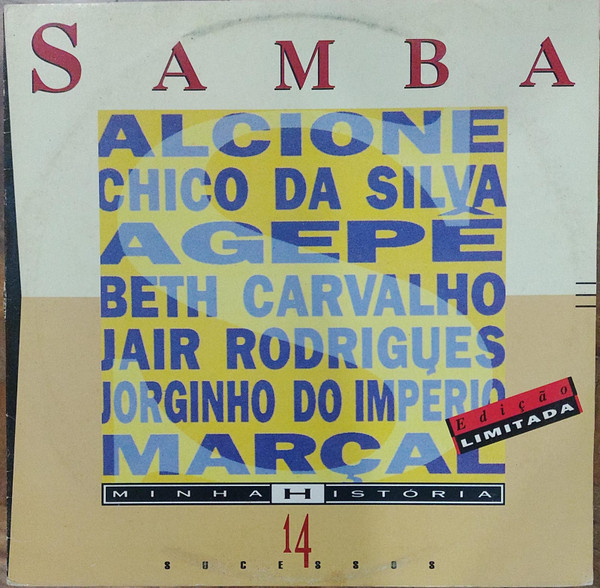 SAMBA
ALCIONE
CHICO DA SILVA
AGEPÊ
BETH CARVALHO
JAIR RODRIGUES
JORGINHO DO IMPÉRIO
MARÇAL
Edição
LIMITADA
MINHA HISTÓRIA
14
SUCESSOS